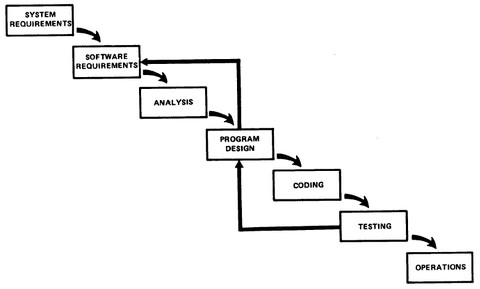 SYSTEM
REQUIREMENTS
SOFTWARE
REQUIREMENTS
ANALYSIS
PROGRAM
DESIGN
CODING
TESTING
OPERATIONS